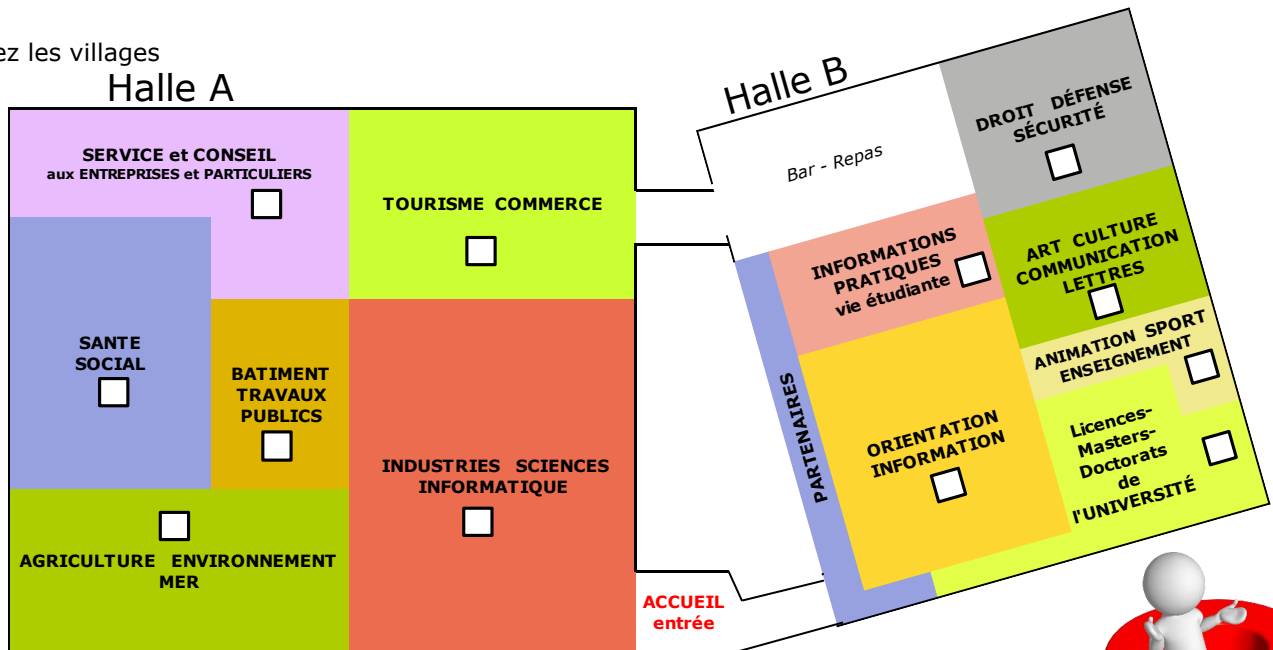 ez les villages
Halle A
SERVICE et CONSEIL
aux ENTREPRISES et PARTICULIERS
TOURISME COMMERCE
SANTE
SOCIAL
BATIMENT
TRAVAUX
PUBLICS
INDUSTRIES SCIENCES
INFORMATIQUE
AGRICULTURE ENVIRONNEMENT
MER
ACCUEIL
entrée
Halle B
Bar - Repas
DROIT DÉFENSE
SÉCURITÉ
INFORMATIONS
PRATIQUES
vie étudiante
ART CULTURE
COMMUNICATION
LETTRES
ANIMATION SPORT
ENSEIGNEMENT
PARTENAIRES
ORIENTATION
INFORMATION
Licences-
Masters-
Doctorats
de
l'UNIVERSITÉ